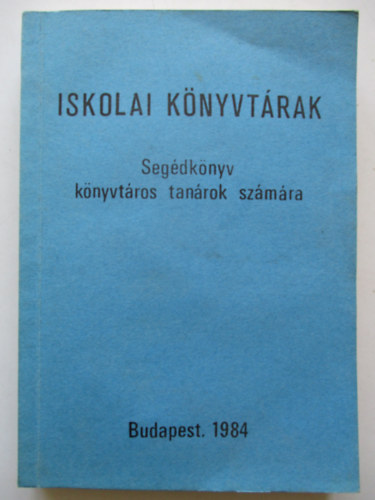 ISKOLAI KÖNYVTÁRAK
Segédkönyv
könyvtáros tanárok számára
Budapest. 1984